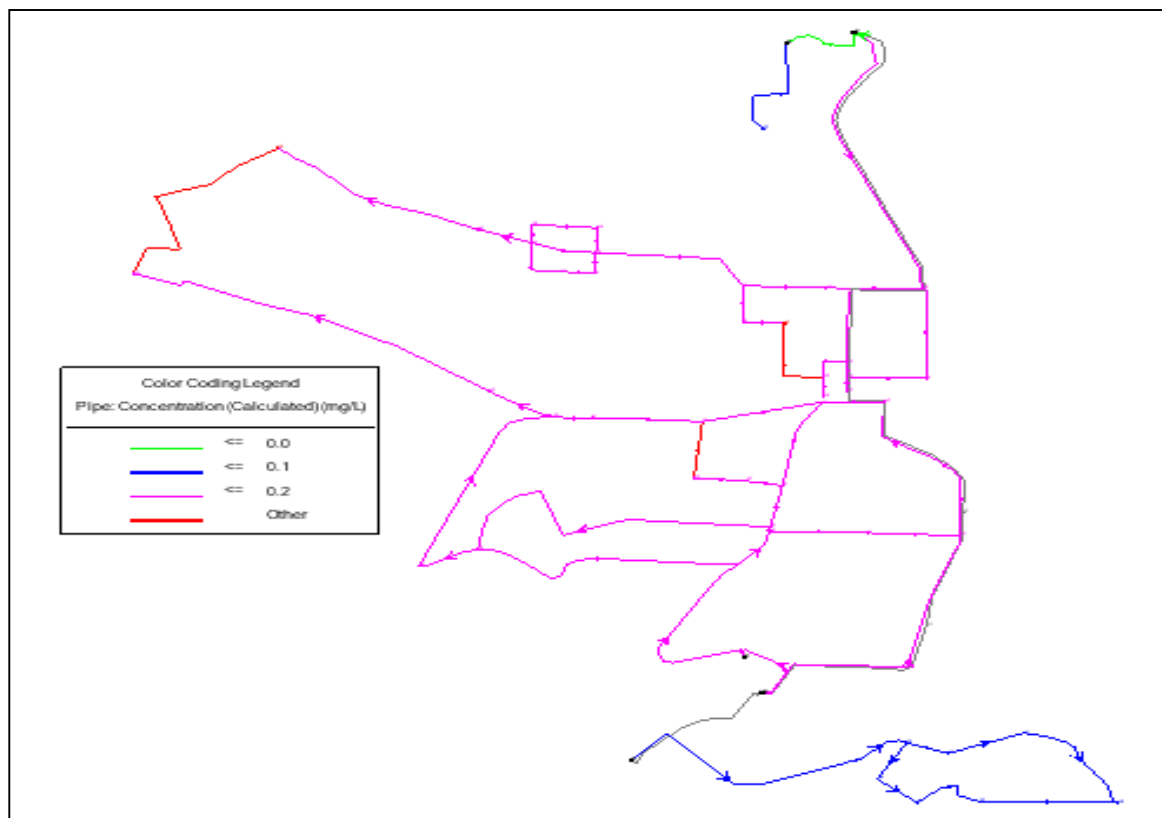 Color Coding Legend
Pipe: Concentration (Calculated) (mg/L)
<= 0.0
<= 0.1
<= 0.2
Other